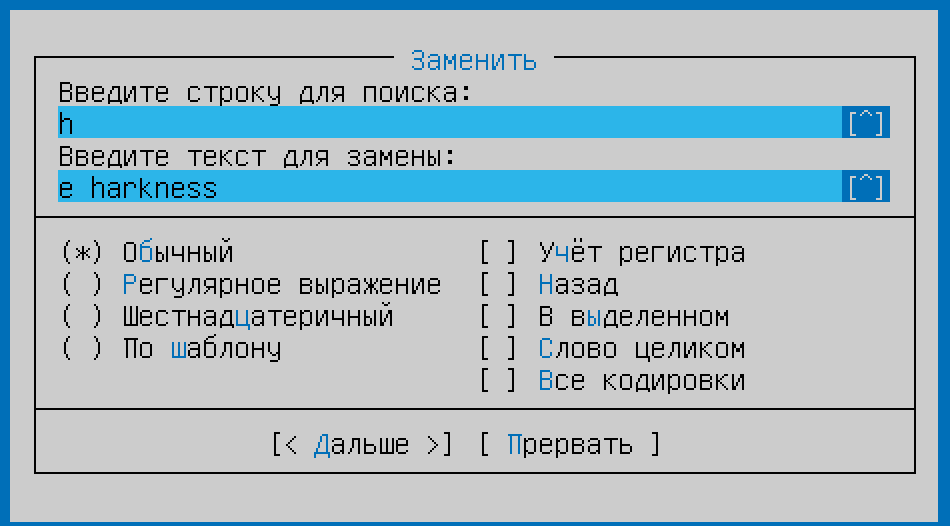 Заменить
Введите строку для поиска:
h [^]
Введите текст для замены:
e harkness [^]
(*) Обычный [ ] Учёт регистра
( ) Регулярное выражение [ ] Назад
( ) Шестнадцатеричный [ ] В выделенном
( ) По шаблону [ ] Слово целиком
[ ] Все кодировки
[< Дальше >] [ Прервать ]